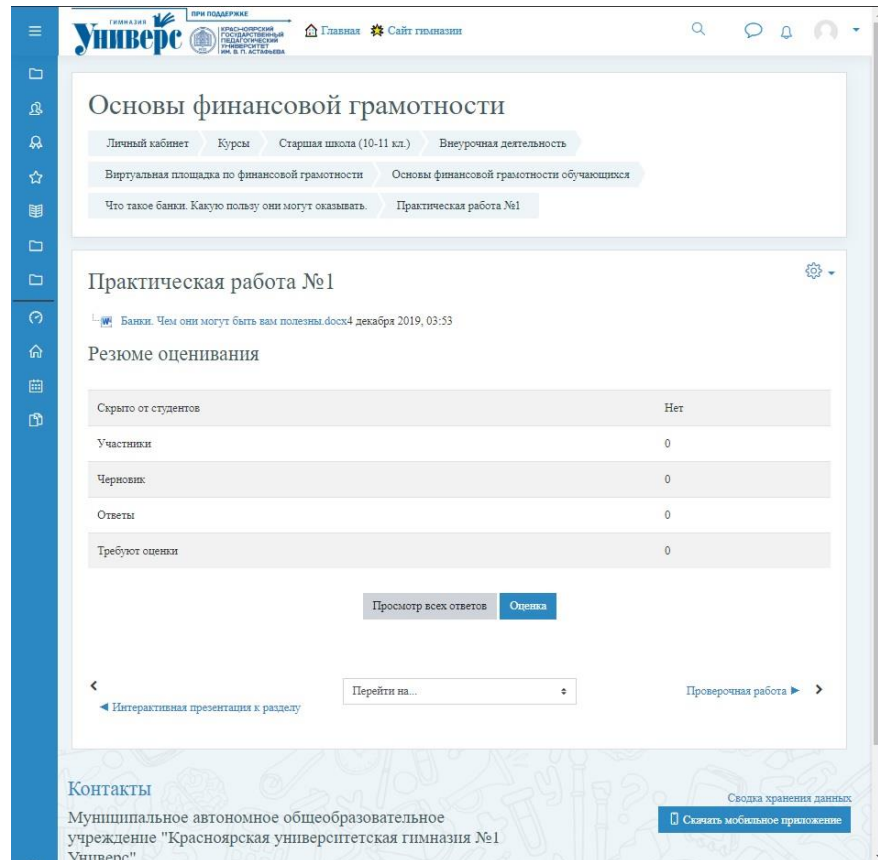 ГИМНАЗИЯ
Универс
ПРИ ПОДДЕРЖКЕ
КРАСНОЯРСКИЙ
ГОСУДАРСТВЕННЫЙ
ПЕДАГОГИЧЕСКИЙ
УНИВЕРСИТЕТ
ИМ. В. П. АСТАФЬЕВА
Главная Сайт гимназии
Основы финансовой грамотности
Личный кабинет Курсы Старшая школа (10-11 кл.) Внеурочная деятельность
Виртуальная площадка по финансовой грамотности Основы финансовой грамотности обучающихся
Что такое банки. Какую пользу они могут оказывать. Практическая работа №1
Практическая работа №1
Банки. Чем они могут быть вам полезны.docx4 декабря 2019, 03:53
Резюме оценивания
Скрыто от студентов Нет
Участники 0
Черновик 0
Ответы 0
Требуют оценки 0
Просмотр всех ответов Оценка
◄ Интерактивная презентация к разделу
Перейти на...
Проверочная работа ►
Контакты
Муниципальное автономное общеобразовательное
учреждение "Красноярская университетская гимназия №1
Универс"
Сводка хранения данных
Скачать мобильное приложение